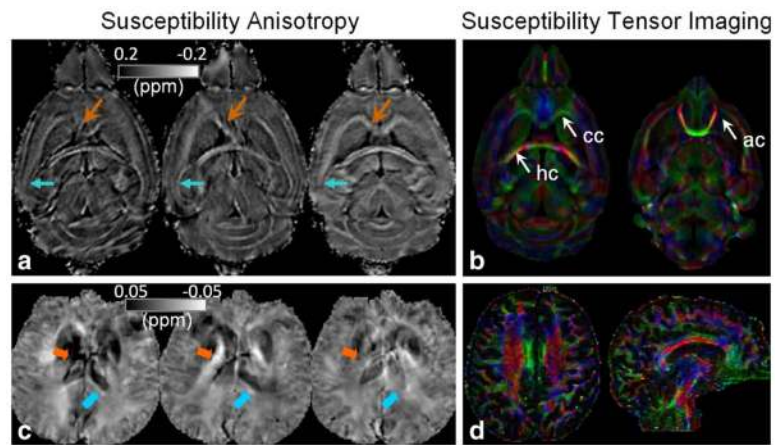 Susceptibility Anisotropy
Susceptibility Tensor Imaging
0.2 -0.2
(ppm)
cc
hc
ac
a
b
0.05 -0.05
(ppm)
c
d